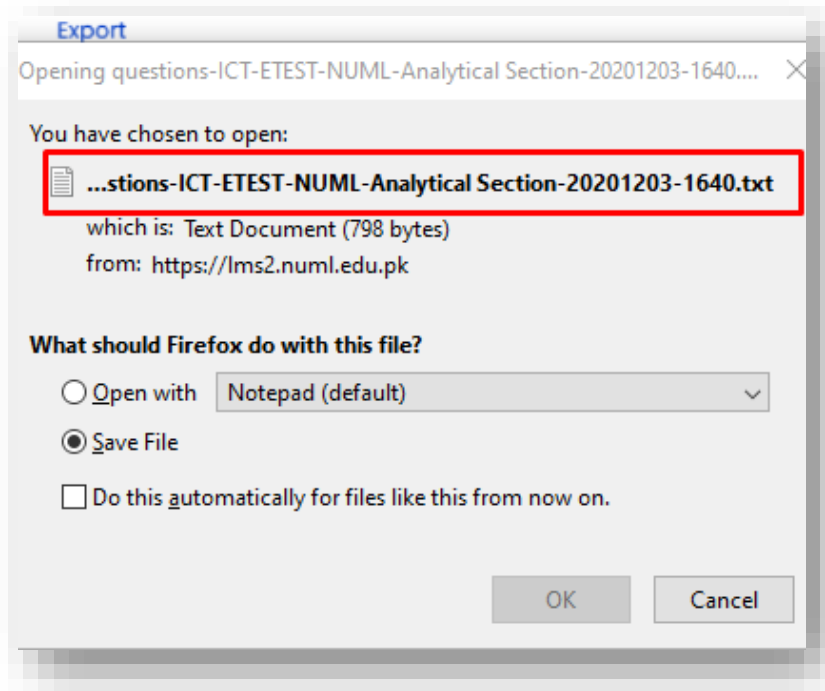 Export
Opening questions-ICT-ETEST-NUML-Analytical Section-20201203-1640....
You have chosen to open:
...stions-ICT-ETEST-NUML-Analytical Section-20201203-1640.txt
which is: Text Document (798 bytes)
from: https://lms2.numl.edu.pk
What should Firefox do with this file?
Open with Notepad (default)
Save File
Do this automatically for files like this from now on.
OK Cancel